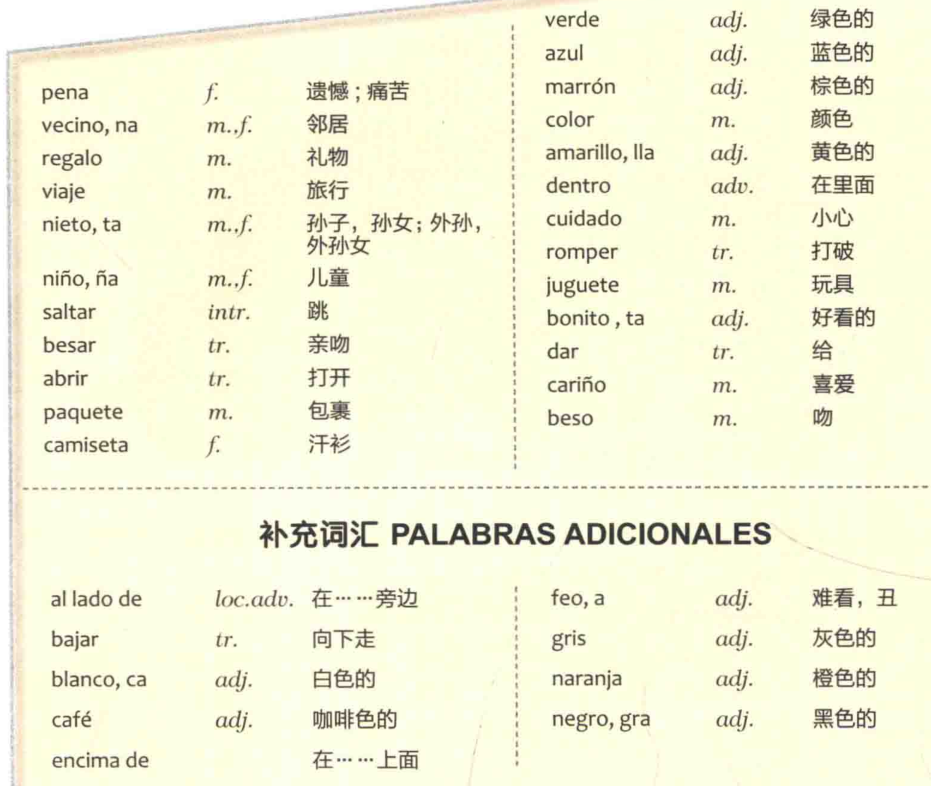 pena f. 遗憾；痛苦
vecino, na m.,f. 邻居
regalo m. 礼物
viaje m. 旅行
nieto, ta m.,f. 孙子，孙女；外孙，
外孙女
niño, ña m.,f. 儿童
saltar intr. 跳
besar tr. 亲吻
abrir tr. 打开
paquete m. 包裹
camiseta f. 汗衫
verde adj. 绿色的
azul adj. 蓝色的
marrón adj. 棕色的
color m. 颜色
amarillo, lla adj. 黄色的
dentro adv. 在里面
cuidado m. 小心
romper tr. 打破
juguete m. 玩具
bonito , ta adj. 好看的
dar tr. 给
cariño m. 喜爱
beso m. 吻
补充词汇 PALABRAS ADICIONALES
al lado de loc.adv. 在……旁边
bajar tr. 向下走
blanco, ca adj. 白色的
café adj. 咖啡色的
encima de 在……上面
feo, a adj. 难看，丑
gris adj. 灰色的
naranja adj. 橙色的
negro, gra adj. 黑色的